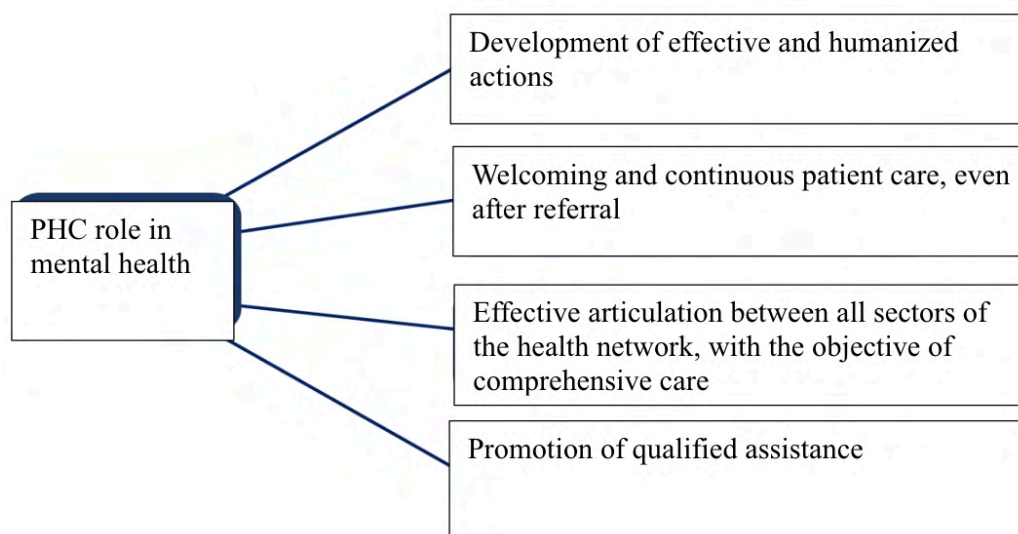 Development of effective and humanized
actions
Welcoming and continuous patient care, even
after referral
PHC role in
mental health
Effective articulation between all sectors of
the health network, with the objective of
comprehensive care
Promotion of qualified assistance